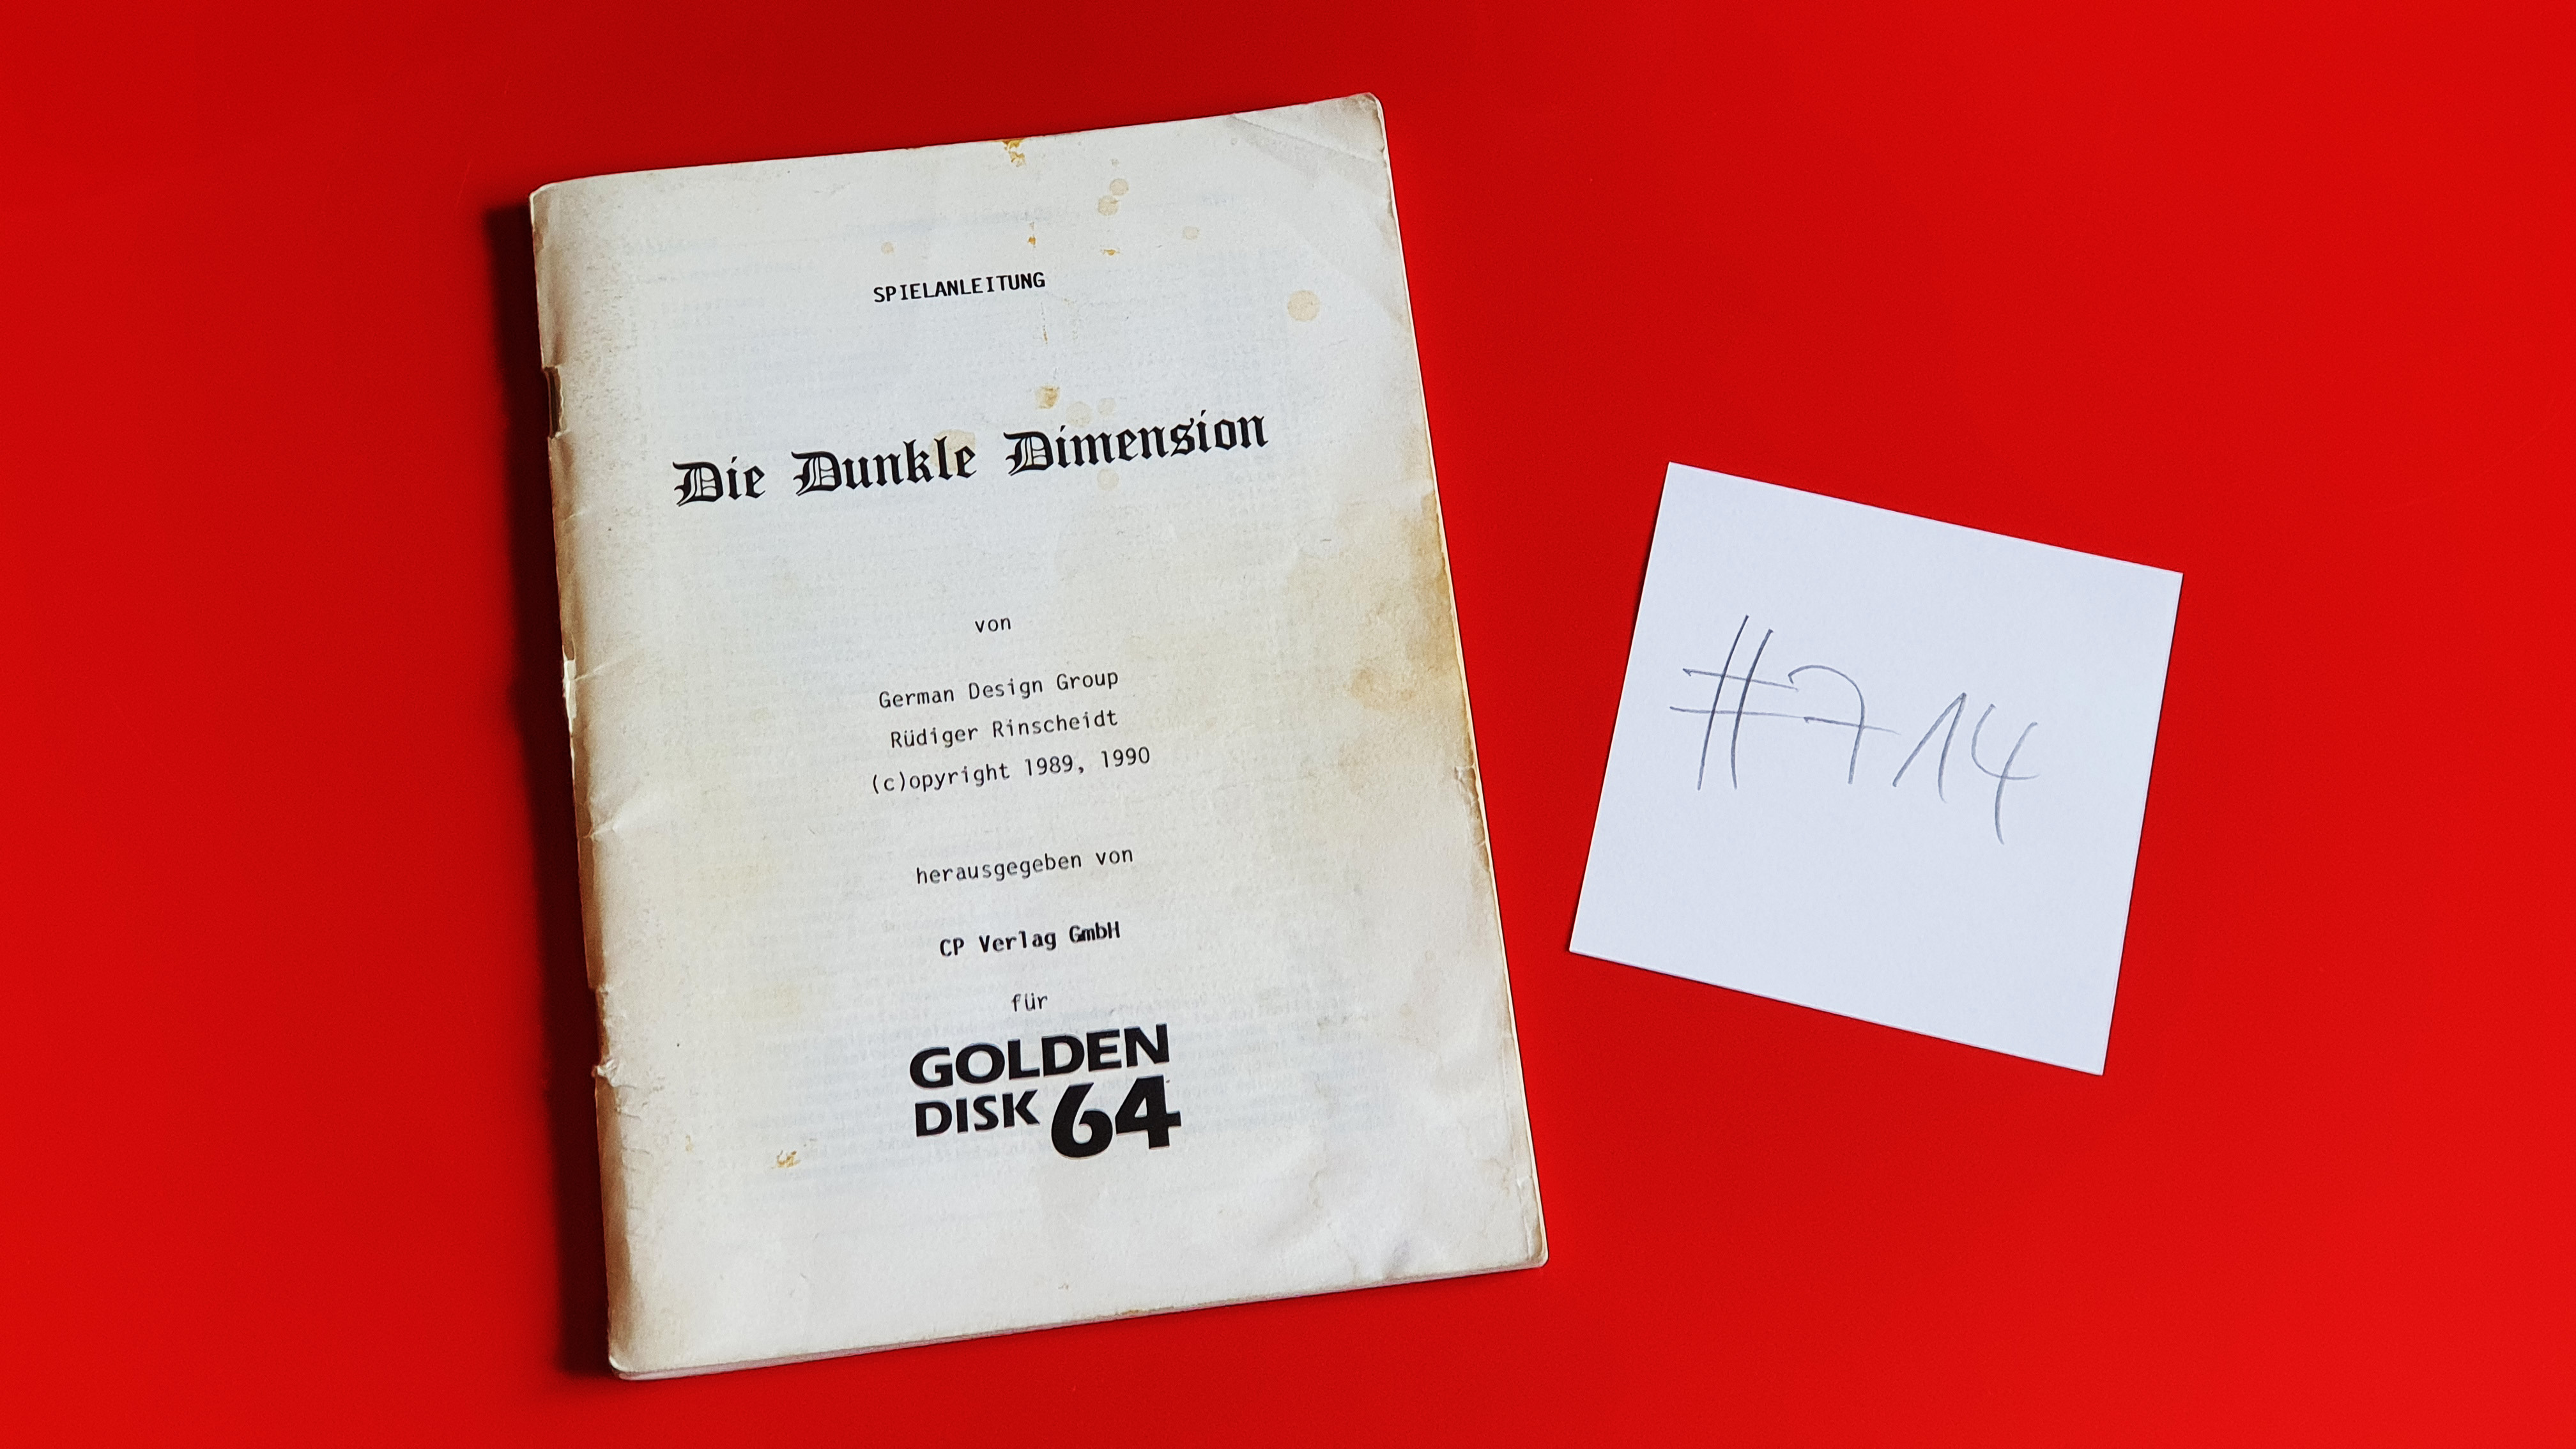 SPIELANLEITUNG
Die Dunkle Dimension
von
German Design Group
Rüdiger Rinscheidt
(c)opyright 1989, 1990
herausgegeben von
CP Verlag GmbH
für
GOLDEN
DISK 64
#714